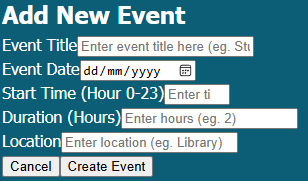 Add New Event
Event Title Enter event title here (eg. Stu
Event Date dd/mm/yyyy
Start Time (Hour 0-23) Enter ti
Duration (Hours) Enter hours (eg. 2)
Location Enter location (eg. Library)
Cancel Create Event